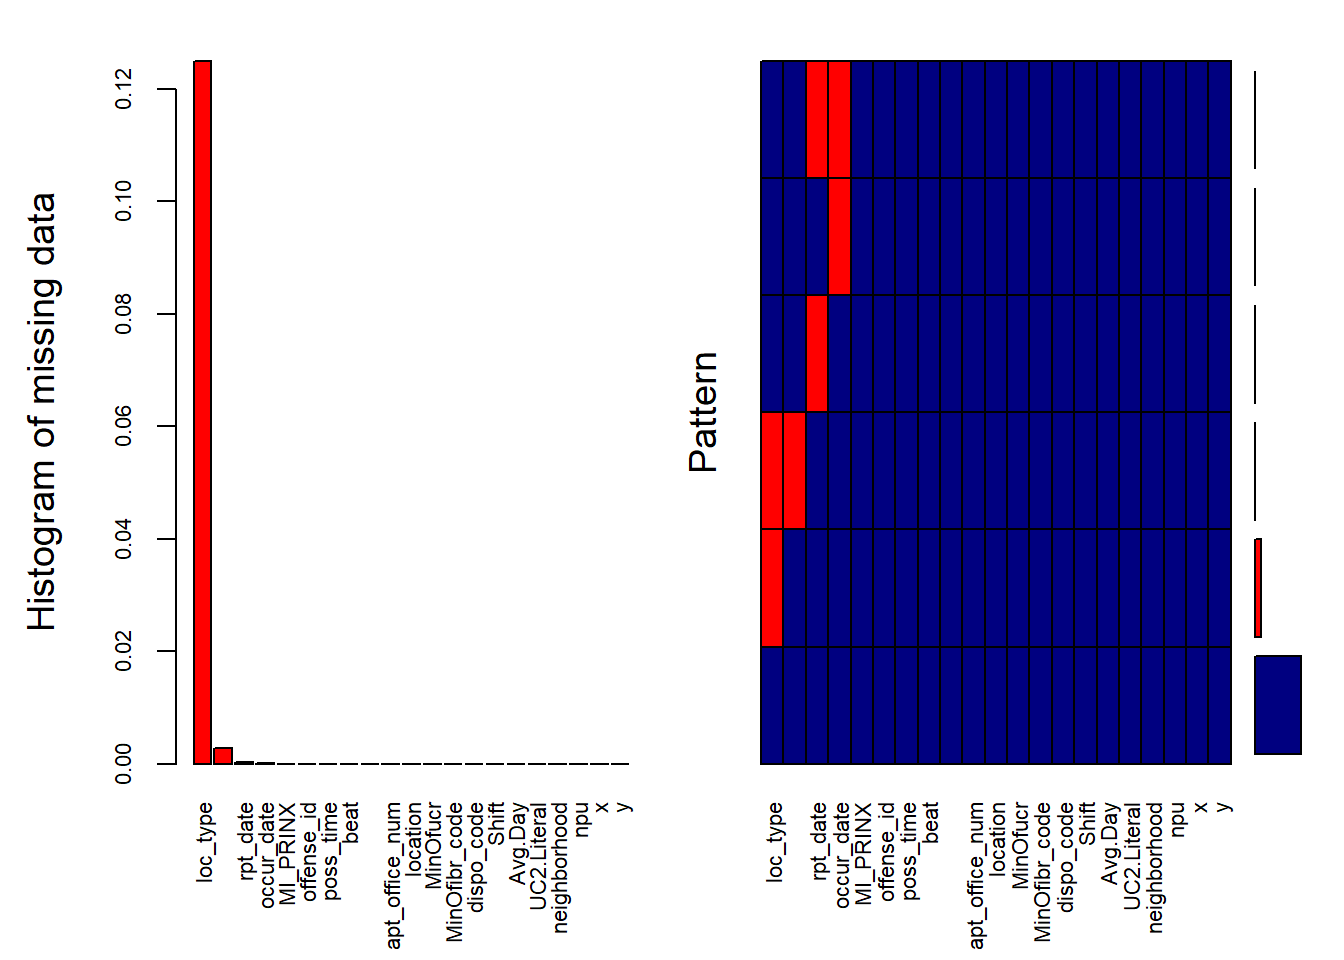 Histogram of missing data
0.12
0.10
0.08
0.06
0.04
0.02
0.00
loc_type
rpt_date
occur_date
MI_PRINX
offense_id
poss_time
beat
apt_office_num
location
MinOfucr
MinOfibr_code
dispo_code
Shift
Avg.Day
UC2.Literal
neighborhood
npu
x
y
Pattern
loc_type
rpt_date
occur_date
MI_PRINX
offense_id
poss_time
beat
apt_office_num
location
MinOfucr
MinOfibr_code
dispo_code
Shift
Avg.Day
UC2.Literal
neighborhood
npu
x
y